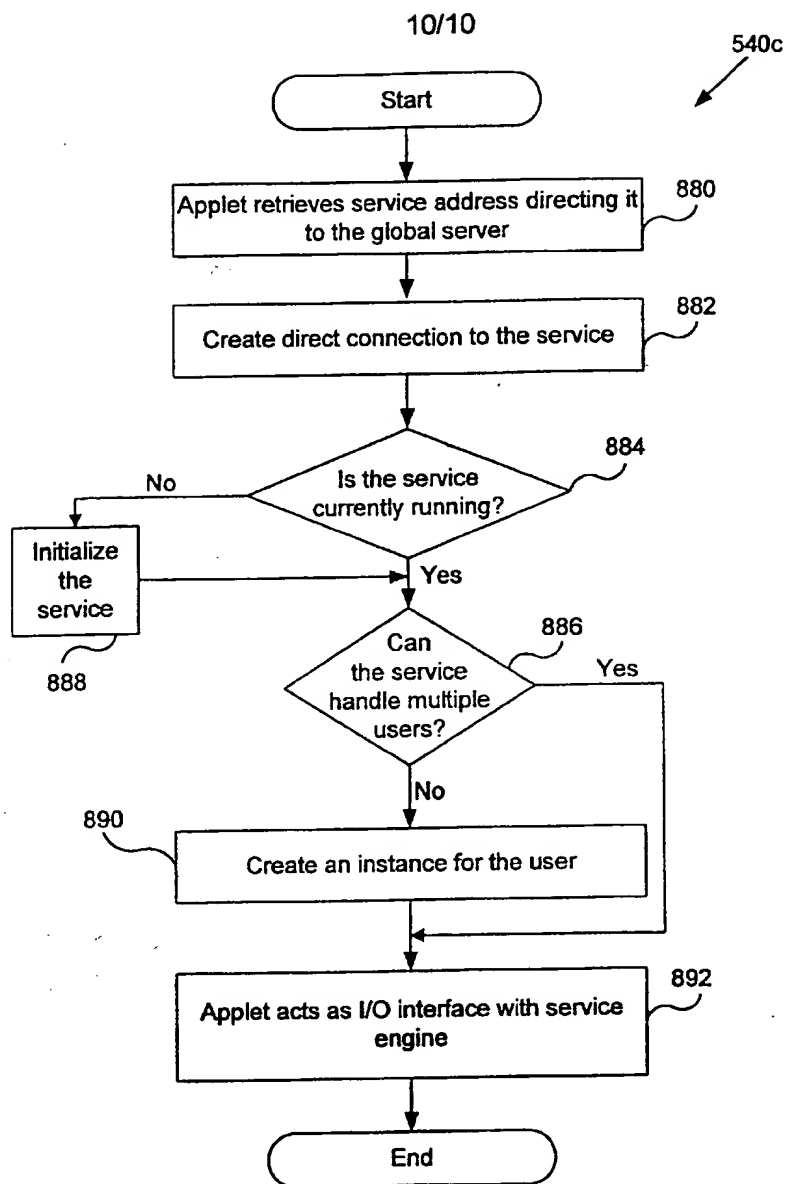 10/10
540c
Start
Applet retrieves service address directing it
to the global server
880
Create direct connection to the service
882
Is the service
currently running?
884
No
Initialize
the
service
888
Yes
Can
the service
handle multiple
users?
886
Yes
No
890
Create an instance for the user
Applet acts as I/O interface with service
engine
892
End